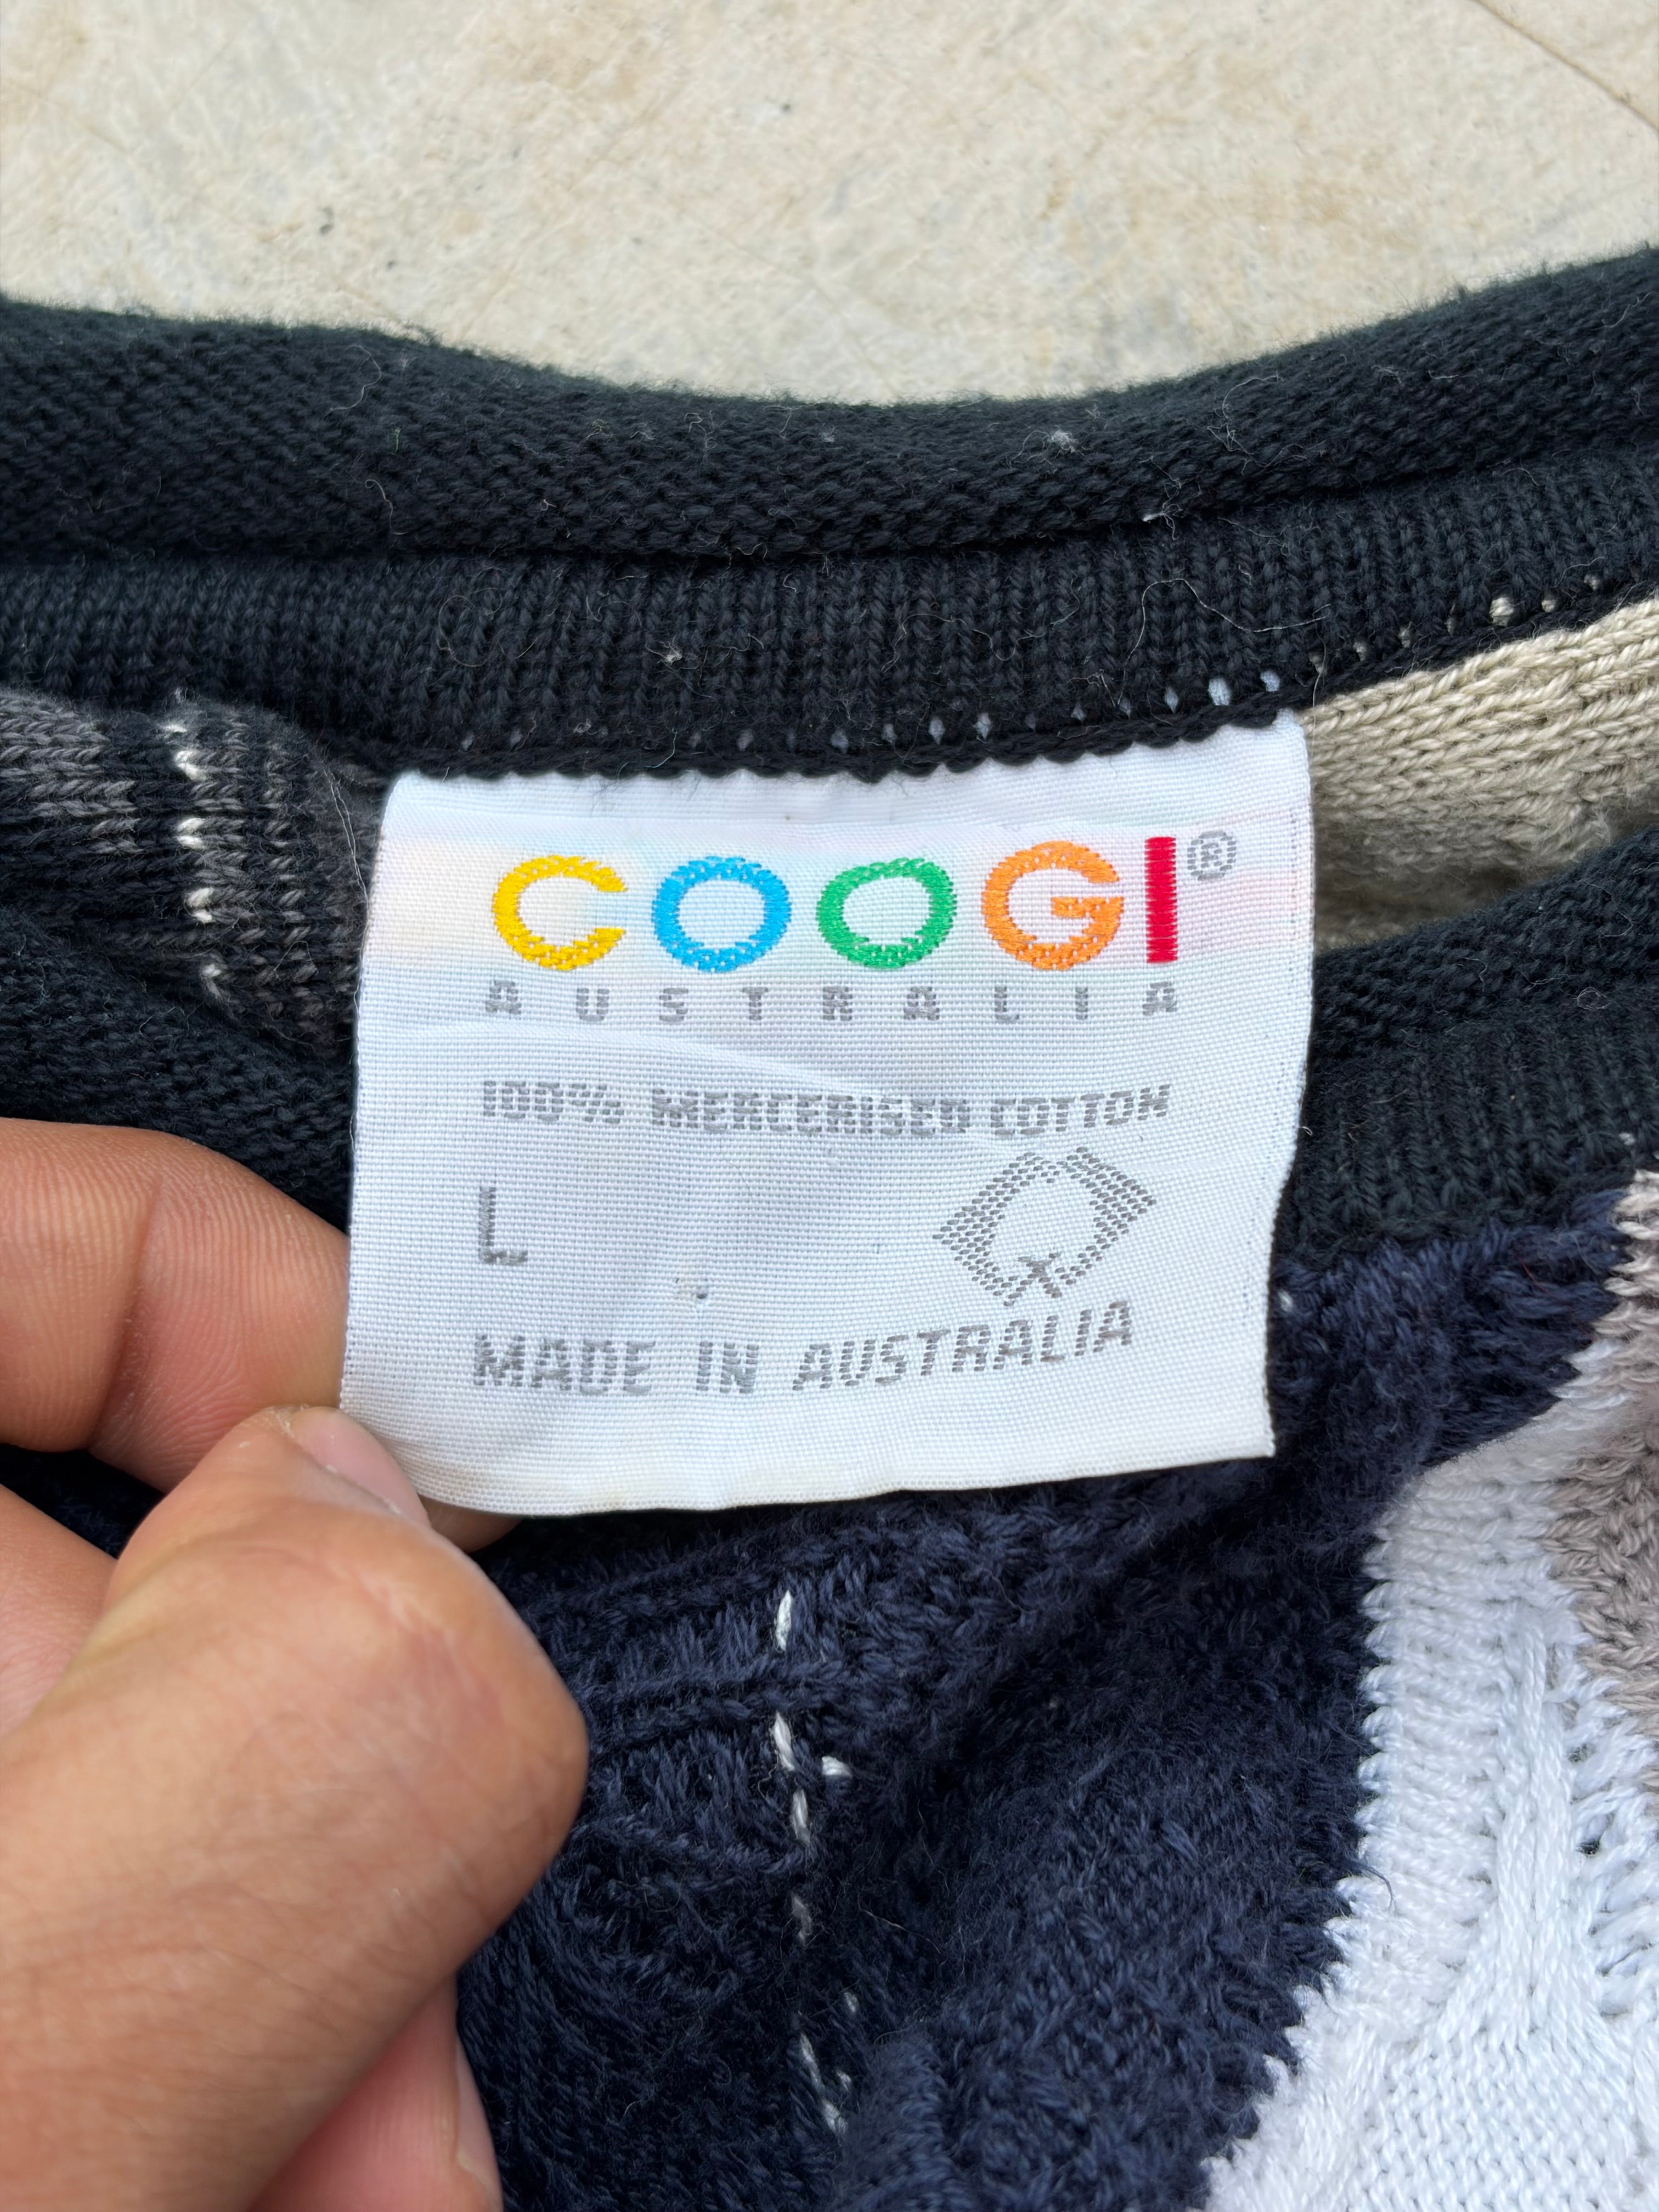 COOGI®
AUSTRALIA
100% MERCERISED COTTON
L
MADE IN AUSTRALIA